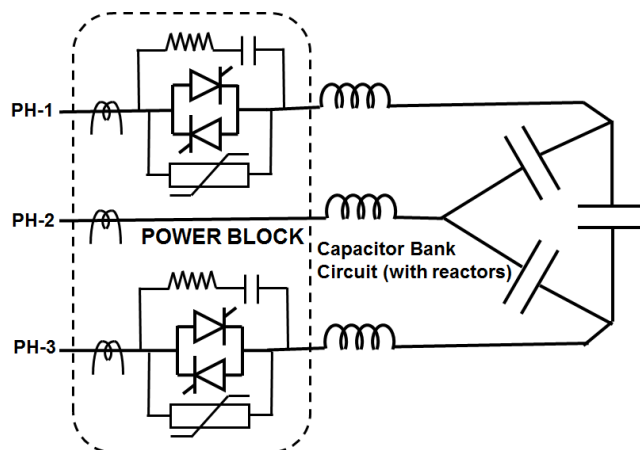 PH-1
PH-2
POWER BLOCK
Capacitor Bank
Circuit (with reactors)
PH-3